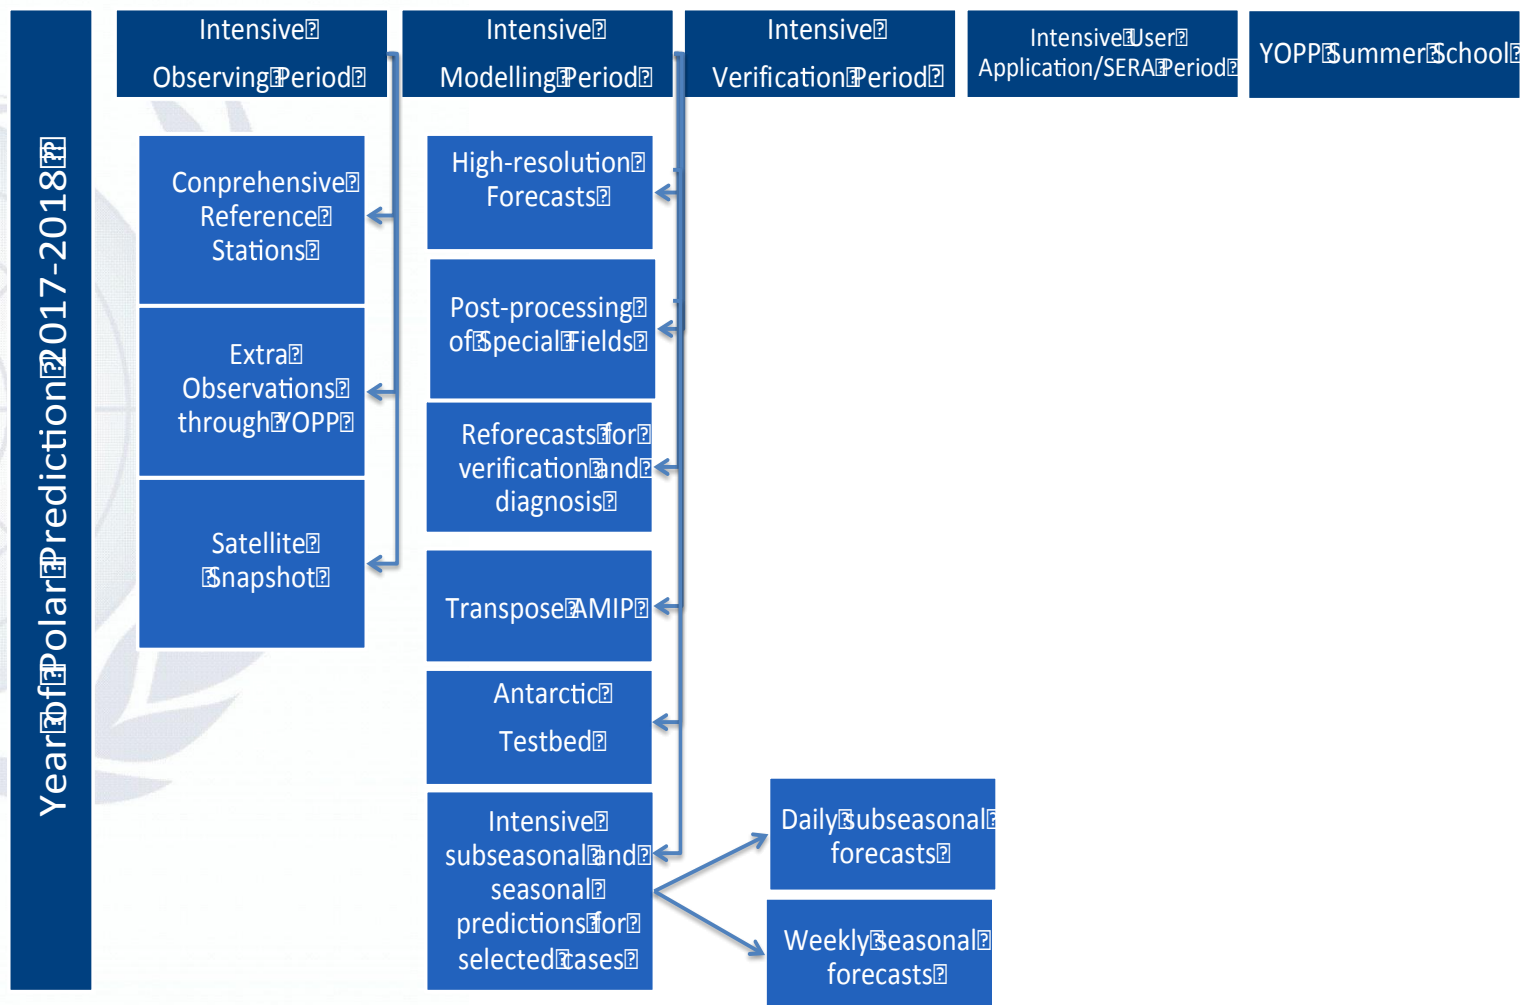 Year of Polar Prediction 2017-2018
Intensive
Observing Period
Intensive
Modelling Period
Intensive
Verification Period
Intensive User
Application/SERA Period
YOPP Summer School
Conprehensive
Reference
Stations
Extra
Observations
through YOPP
Satellite
Snapshot
High-resolution
Forecasts
Post-processing
of Special Fields
Reforecasts for
verification and
diagnosis
Transpose AMIP
Antarctic
Testbed
Intensive
subseasonal and
seasonal
predictions for
selected cases
Daily subseasonal
forecasts
Weekly seasonal
forecasts